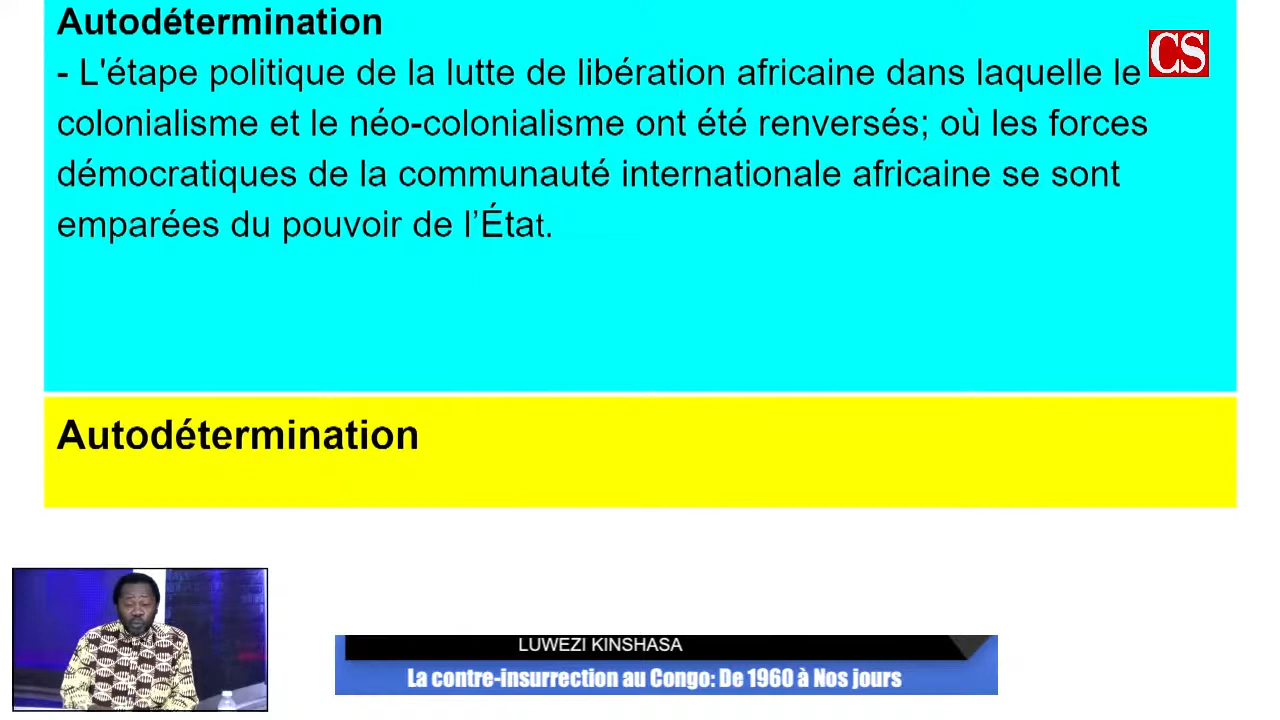 Autodétermination
- L'étape politique de la lutte de libération africaine dans laquelle le
CS
colonialisme et le néo-colonialisme ont été renversés; où les forces
démocratiques de la communauté internationale africaine se sont
emparées du pouvoir de l’État.
Autodétermination
LUWEZI KINSHASA
La contre-insurrection au Congo: De 1960 à Nos jours